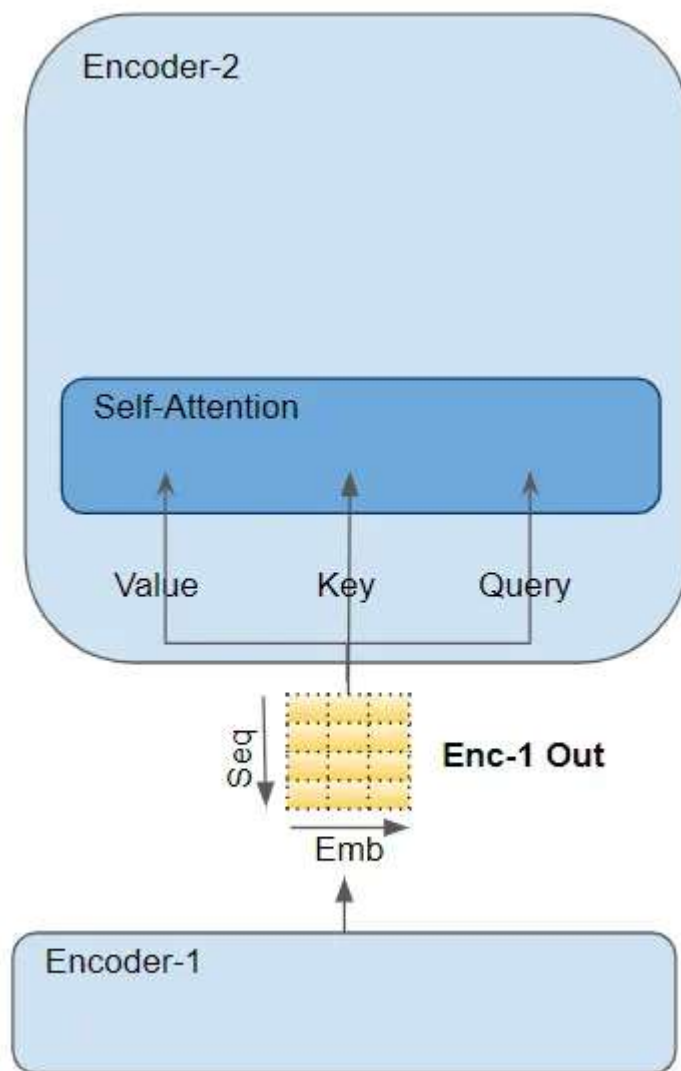 Encoder-2
Self-Attention
Value Key Query
Seq
Enc-1 Out
Emb
Encoder-1